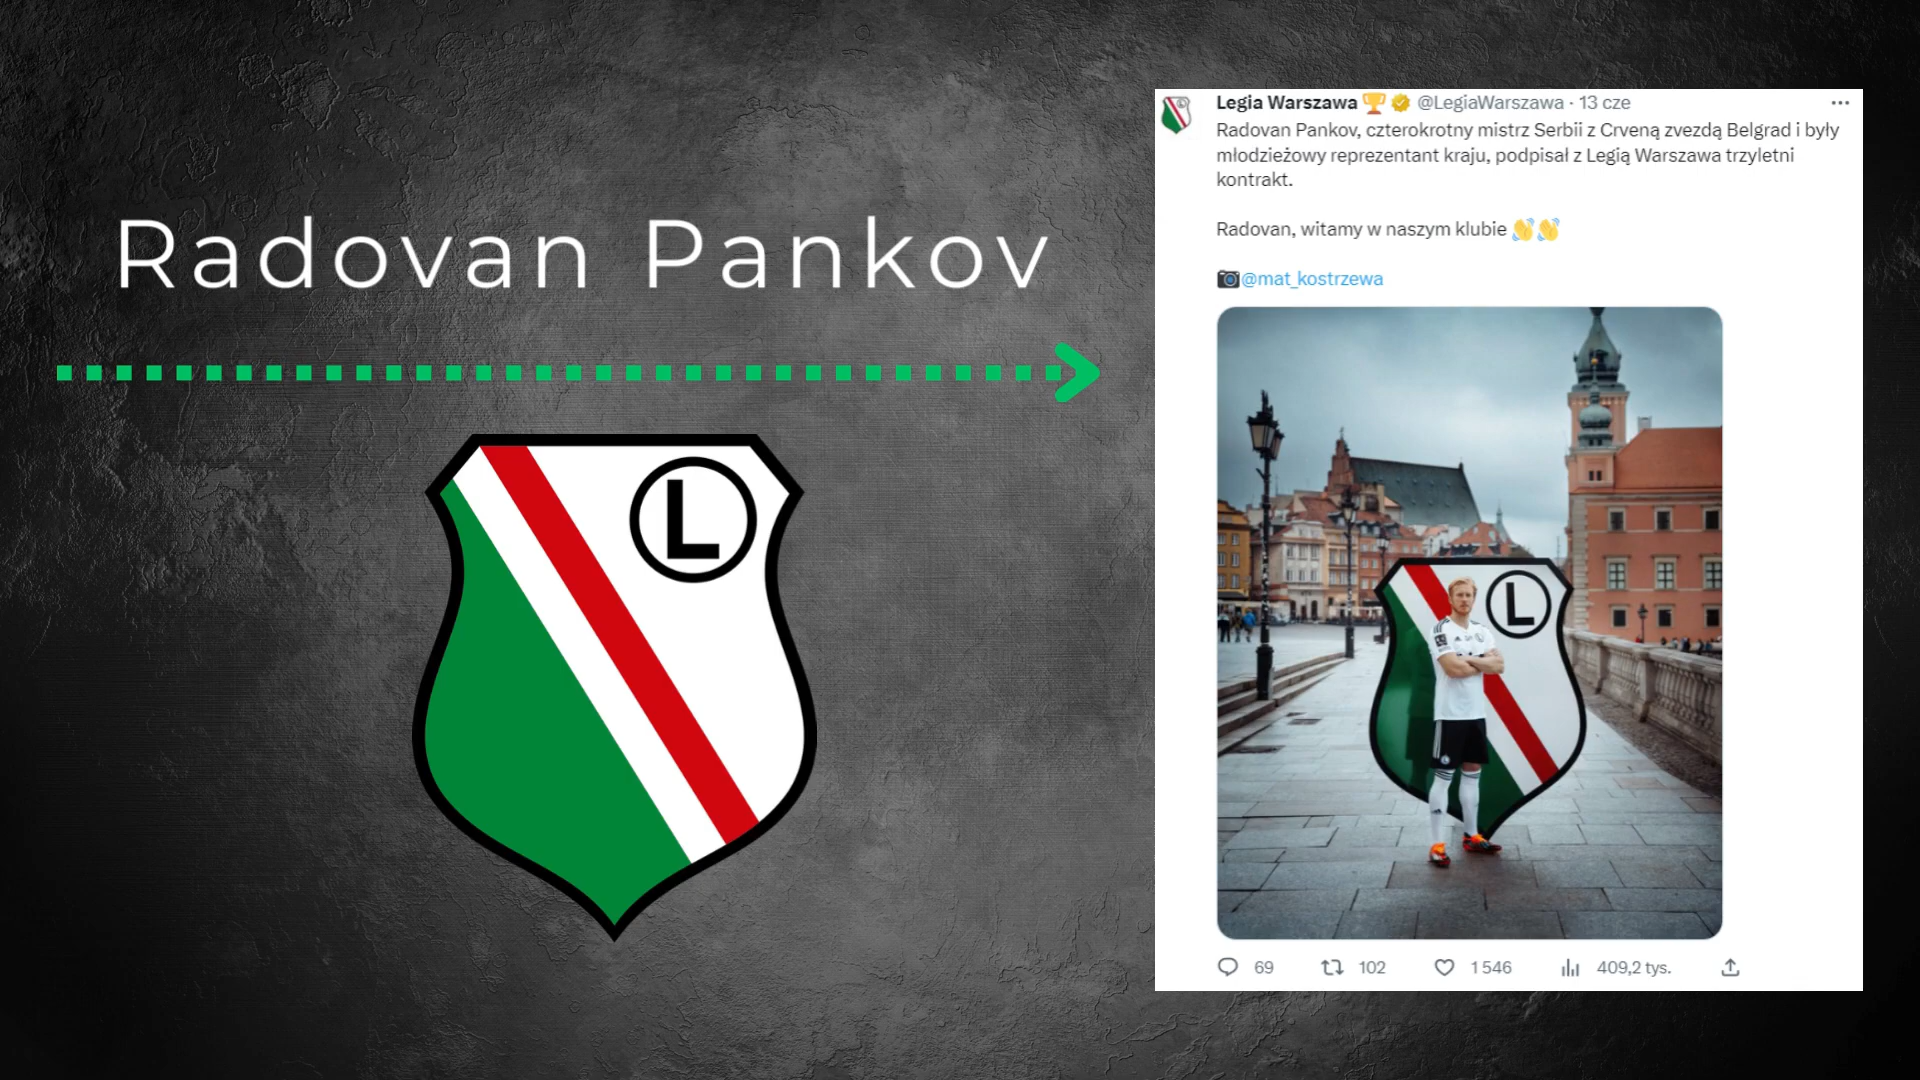 Radovan Pankov
L
Legia Warszawa 🏆 @LegiaWarszawa · 13 cze
Radovan Pankov, czterokrotny mistrz Serbii z Crveną zvezdą Belgrad i były
młodzieżowy reprezentant kraju, podpisał z Legią Warszawa trzyletni
kontrakt.
Radovan, witamy w naszym klubie 👏👏
📷@mat_kostrzewa
L
69 102 1 546 409,2 tys.